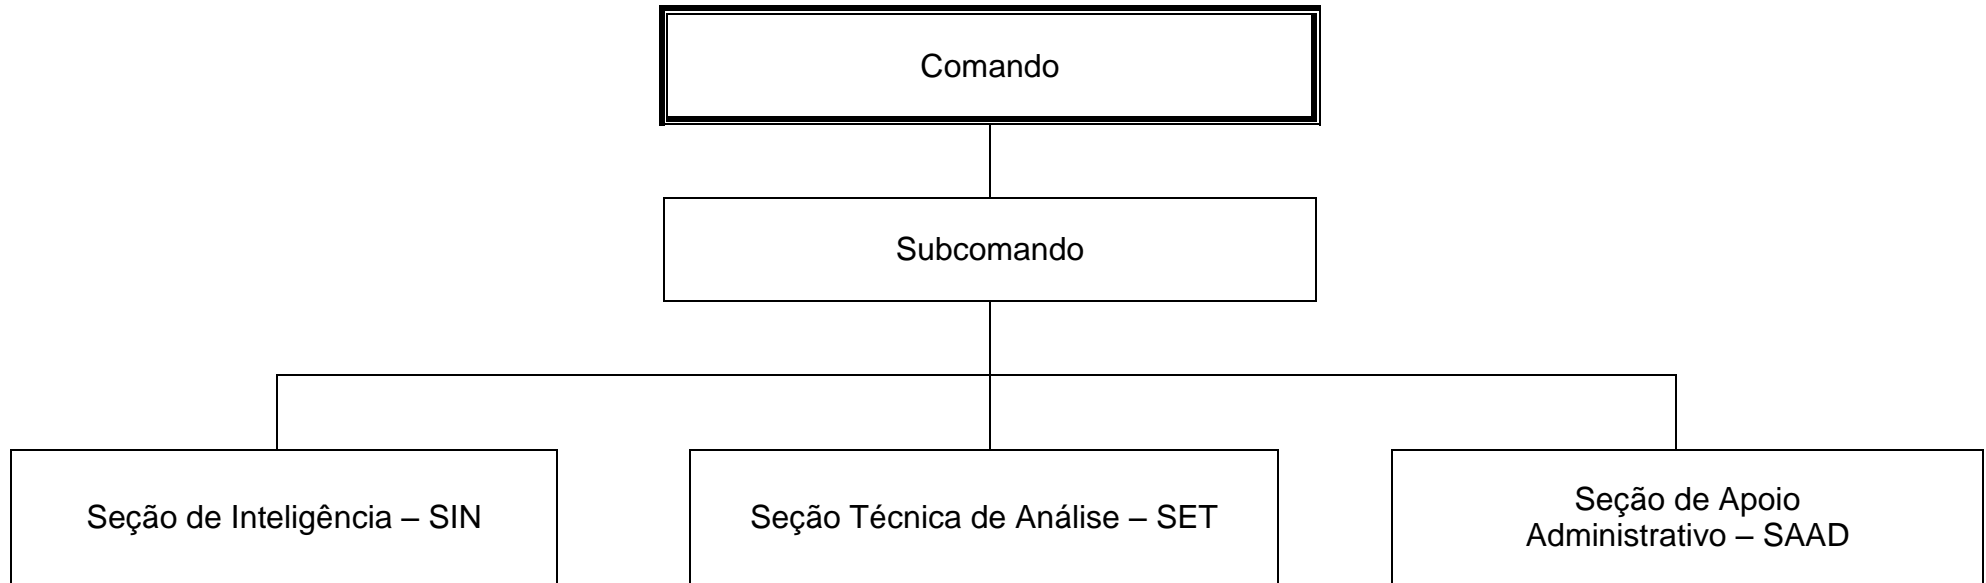 Comando
Subcomando
Seção de Inteligência – SIN
Seção Técnica de Análise – SET
Seção de Apoio
Administrativo – SAAD